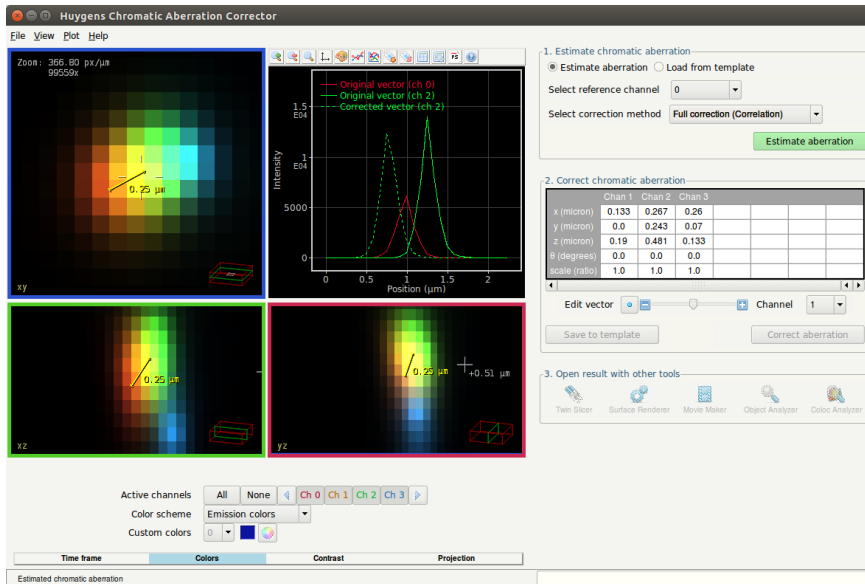 Huygens Chromatic Aberration Corrector
File View Plot Help
Zoom: 366.80 px/µm
99559x
0.25 µm
xy
FS
Original vector (ch 0)
Original vector (ch 2)
Corrected vector (ch 2)
1.5
E04
1
E04
5000
0
Intensity
0 0.5 1 1.5 2
Position (µm)
0.25 µm
xz
0.25 µm
+0.51 µm
yz
Active channels All None Ch 0 Ch 1 Ch 2 Ch 3
Color scheme Emission colors
Custom colors 0
Time frame Colors Contrast Projection
Estimated chromatic aberration
1. Estimate chromatic aberration
Estimate aberration Load from template
Select reference channel 0
Select correction method Full correction (Correlation)
Estimate aberration
2. Correct chromatic aberration
Chan 1 Chan 2 Chan 3
x (micron) 0.133 0.267 0.26
y (micron) 0.0 0.243 0.07
z (micron) 0.19 0.481 0.133
θ (degrees) 0.0 0.0 0.0
scale (ratio) 1.0 1.0 1.0
Edit vector Channel 1
Save to template Correct aberration
3. Open result with other tools
Twin Slicer Surface Renderer Movie Maker Object Analyzer Coloc Analyzer